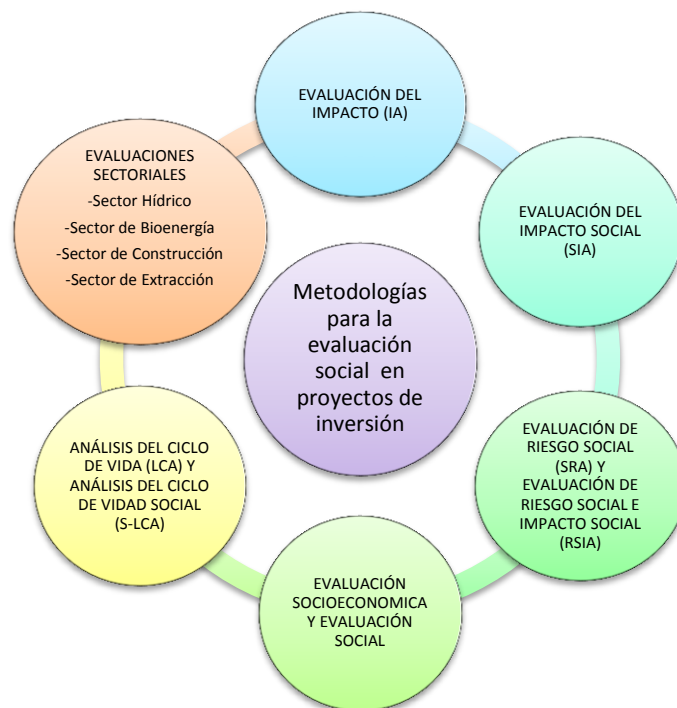 EVALUACIÓN DEL
IMPACTO (IA)
EVALUACIÓN DEL
IMPACTO SOCIAL
(SIA)
EVALUACIÓN DE
RIESGO SOCIAL
(SRA) Y
EVALUACIÓN DE
RIESGO SOCIAL E
IMPACTO SOCIAL
(RSIA)
EVALUACIÓN
SOCIOECONOMICA
Y EVALUACIÓN
SOCIAL
ANÁLISIS DEL CICLO
DE VIDA (LCA) Y
ANÁLISIS DEL CICLO
DE VIDAD SOCIAL
(S-LCA)
EVALUACIONES
SECTORIALES
-Sector Hídrico
-Sector de Bioenergía
-Sector de Construcción
-Sector de Extracción
Metodologías
para la
evaluación
social en
proyectos de
inversión